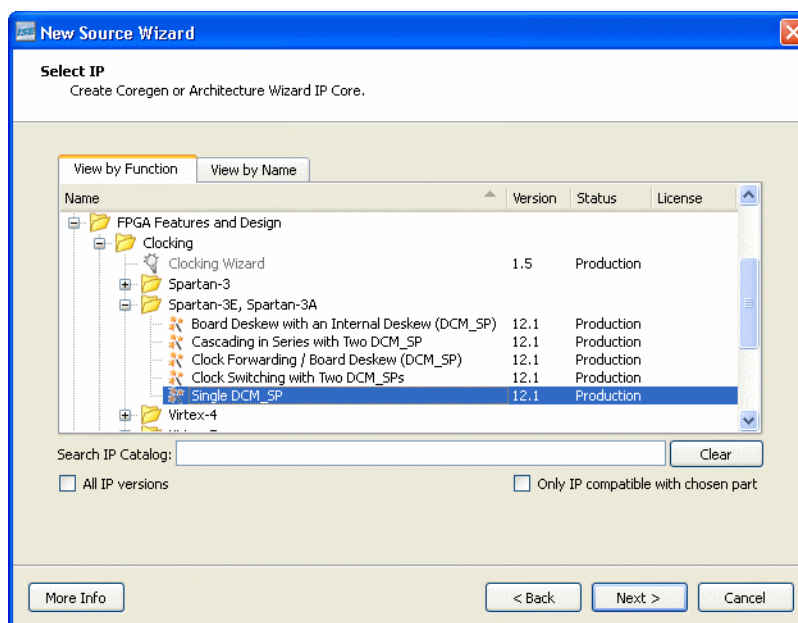 ISE New Source Wizard
Select IP
Create Coregen or Architecture Wizard IP Core.
View by Function View by Name
Name Version Status License
FPGA Features and Design
Clocking
Clocking Wizard 1.5 Production
Spartan-3
Spartan-3E, Spartan-3A
Board Deskew with an Internal Deskew (DCM_SP) 12.1 Production
Cascading in Series with Two DCM_SP 12.1 Production
Clock Forwarding / Board Deskew (DCM_SP) 12.1 Production
Clock Switching with Two DCM_SPs 12.1 Production
Single DCM_SP 12.1 Production
Virtex-4
Search IP Catalog: Clear
All IP versions Only IP compatible with chosen part
More Info < Back Next > Cancel